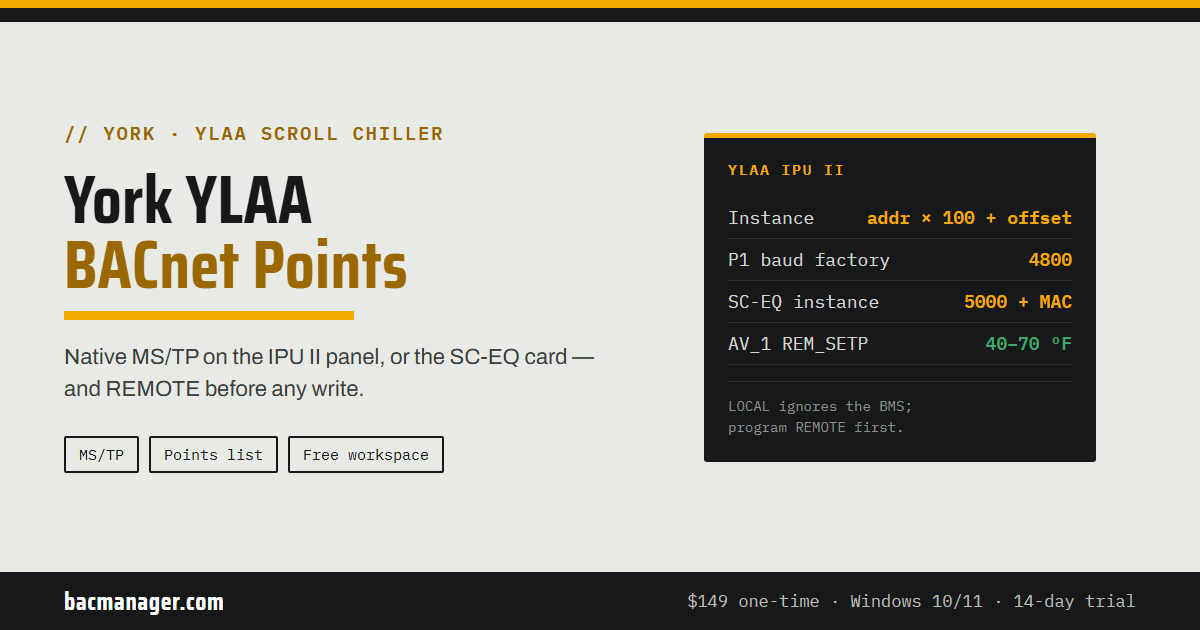 // YORK · YLAA SCROLL CHILLER
York YLAA
BACnet Points
Native MS/TP on the IPU II panel, or the SC-EQ card —
and REMOTE before any write.
MS/TP
Points list
Free workspace
YLAA IPU II
Instance addr × 100 + offset
P1 baud factory 4800
SC-EQ instance 5000 + MAC
AV_1 REM_SETP 40–70 °F
LOCAL ignores the BMS;
program REMOTE first.
bacmanager.com
$149 one-time · Windows 10/11 · 14-day trial